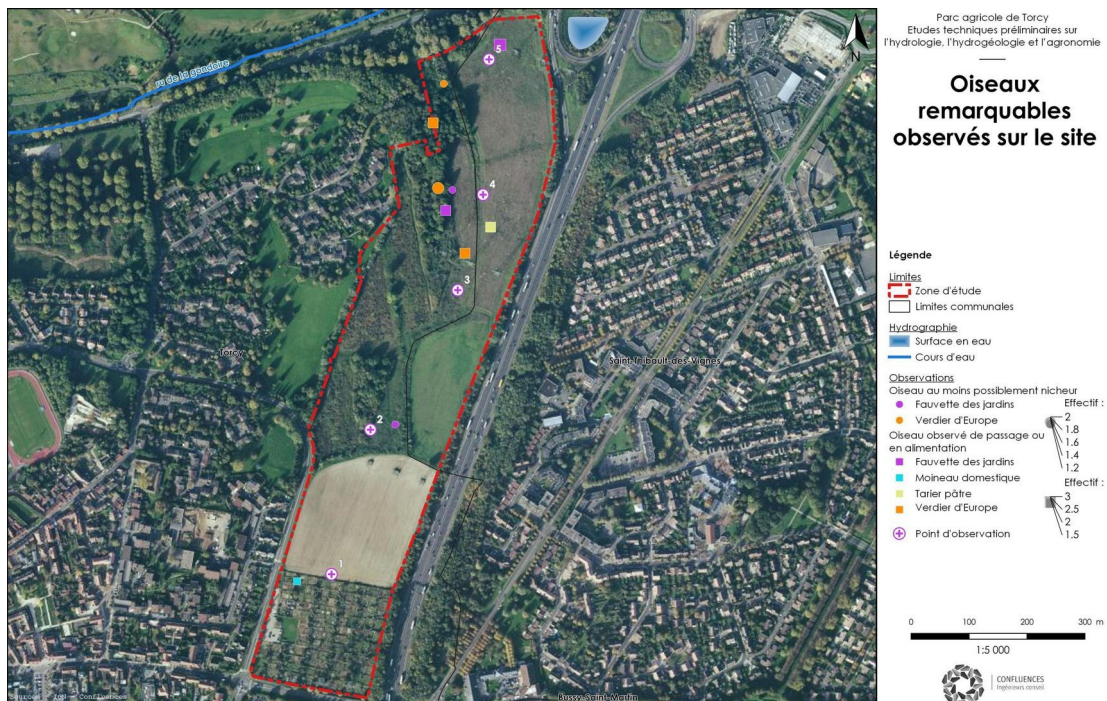 Parc agricole de Torcy
Etudes techniques préliminaires sur
l'hydrologie, l'hydrogéologie et l'agronomie
Oiseaux
remarquables
observés sur le site
ru de la gondoire
N
5
4
3
2
1
Torcy
Saint-Thibault-des-Vignes
Bussy-Saint-Martin
Sources : IGN - Confluences
Légende
Limites
Zone d'étude
Limites communales
Hydrographie
Surface en eau
Cours d'eau
Observations
Oiseau au moins possiblement nicheur
Fauvette des jardins
Verdier d'Europe
Effectif :
2
1.8
1.6
1.4
1.2
Oiseau observé de passage ou
en alimentation
Fauvette des jardins
Moineau domestique
Tarier pâtre
Verdier d'Europe
Effectif :
3
2.5
2
1.5
Point d'observation
0 100 200 300 m
1:5 000
CONFLUENCES
Ingénieurs conseil